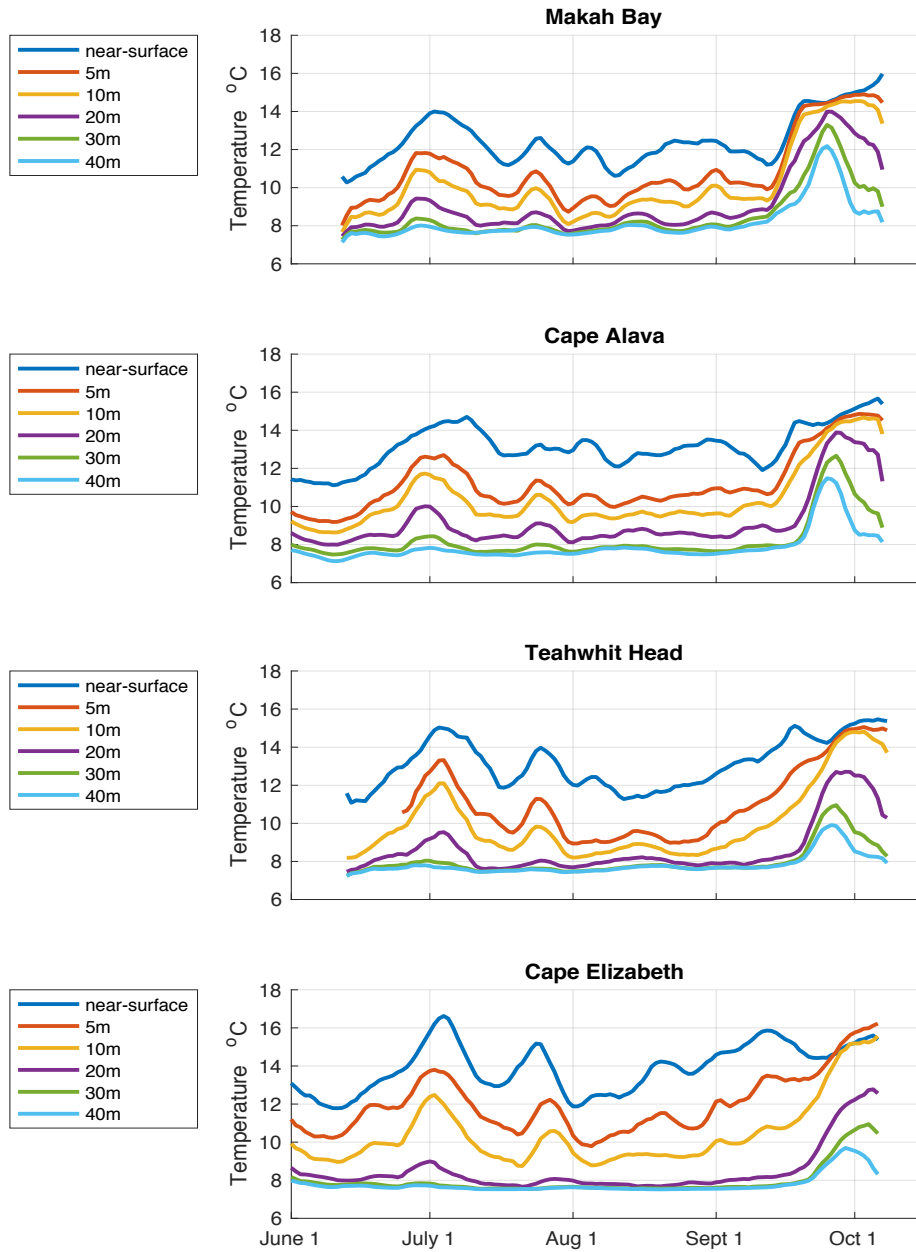 Makah Bay
near-surface
5m
10m
20m
30m
40m
Temperature °C
18
16
14
12
10
8
6
Cape Alava
near-surface
5m
10m
20m
30m
40m
Temperature °C
18
16
14
12
10
8
6
Teahwhit Head
near-surface
5m
10m
20m
30m
40m
Temperature °C
18
16
14
12
10
8
6
Cape Elizabeth
near-surface
5m
10m
20m
30m
40m
Temperature °C
18
16
14
12
10
8
6
June 1 July 1 Aug 1 Sept 1 Oct 1